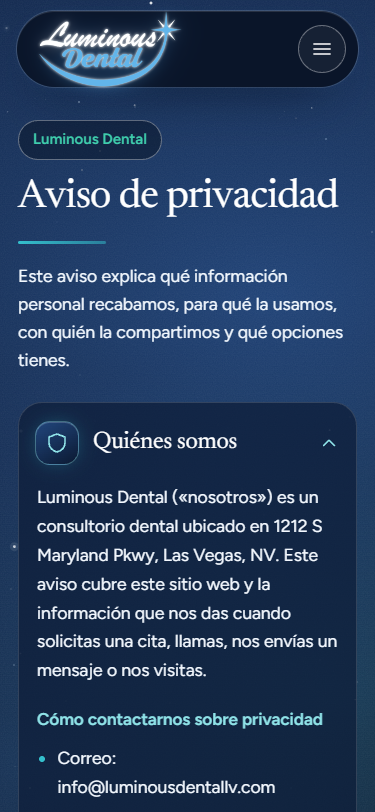 Luminous
Dental
Luminous Dental
Aviso de privacidad
Este aviso explica qué información
personal recabamos, para qué la usamos,
con quién la compartimos y qué opciones
tienes.
Quiénes somos
Luminous Dental («nosotros») es un
consultorio dental ubicado en 1212 S
Maryland Pkwy, Las Vegas, NV. Este
aviso cubre este sitio web y la
información que nos das cuando
solicitas una cita, llamas, nos envías un
mensaje o nos visitas.
Cómo contactarnos sobre privacidad
Correo:
info@luminousdentallv.com